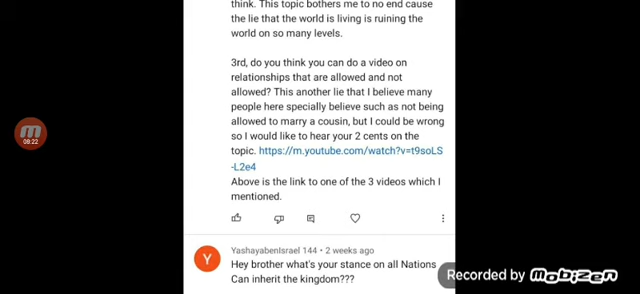 think. This topic bothers me to no end cause
the lie that the world is living is ruining the
world on so many levels.
3rd, do you think you can do a video on
relationships that are allowed and not
allowed? This another lie that I believe many
people here specially believe such as not being
allowed to marry a cousin, but I could be wrong
so I would like to hear your 2 cents on the
topic. https://m.youtube.com/watch?v=t9soLS
-L2e4
Above is the link to one of the 3 videos which I
mentioned.
08:22
Y
YashayabenIsrael 144 • 2 weeks ago
Hey brother what's your stance on all Nations
Can inherit the kingdom???
Recorded by Mobizen